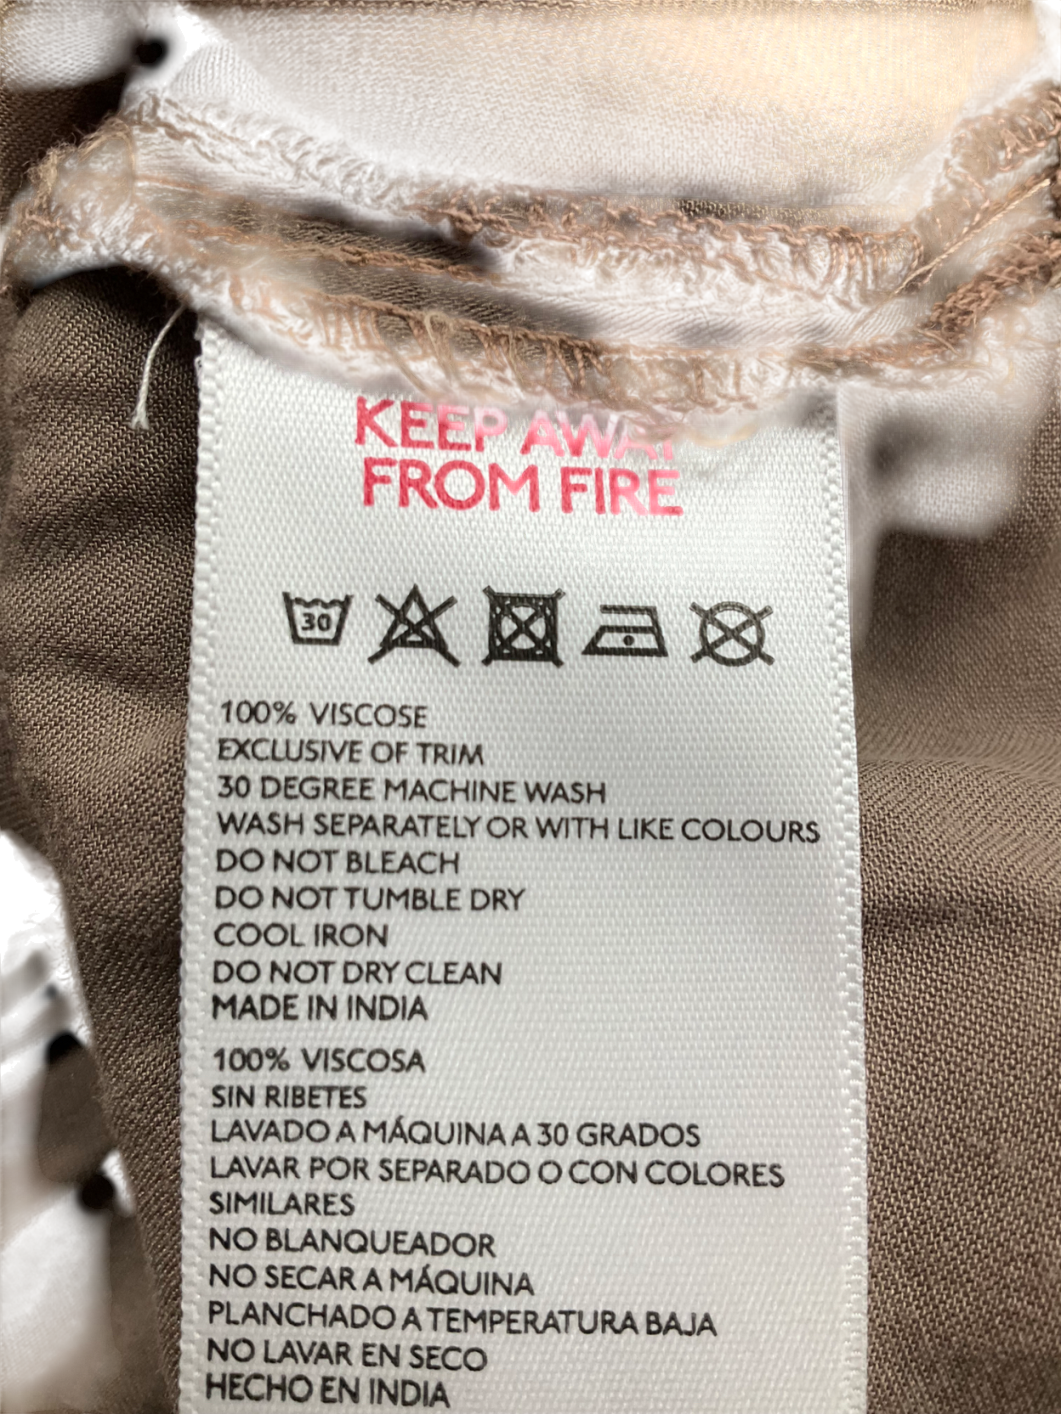 KEEP AWAY
FROM FIRE
30
100% VISCOSE
EXCLUSIVE OF TRIM
30 DEGREE MACHINE WASH
WASH SEPARATELY OR WITH LIKE COLOURS
DO NOT BLEACH
DO NOT TUMBLE DRY
COOL IRON
DO NOT DRY CLEAN
MADE IN INDIA
100% VISCOSA
SIN RIBETES
LAVADO A MÁQUINA A 30 GRADOS
LAVAR POR SEPARADO O CON COLORES
SIMILARES
NO BLANQUEADOR
NO SECAR A MÁQUINA
PLANCHADO A TEMPERATURA BAJA
NO LAVAR EN SECO
HECHO EN INDIA